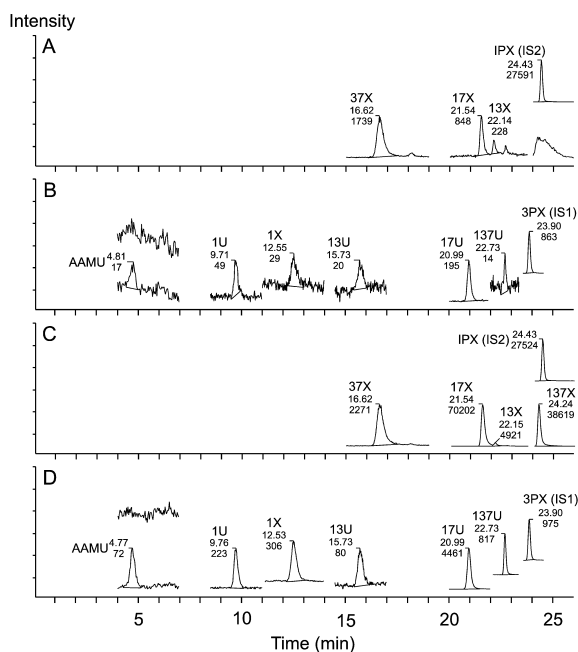 Intensity
A
IPX (IS2)
24.43
27591
37X
16.62
1739
17X
21.54
848
13X
22.14
228
B
3PX (IS1)
23.90
863
AAMU
4.81
17
1U
9.71
49
1X
12.55
29
13U
15.73
20
17U
20.99
195
137U
22.73
14
C
IPX (IS2)
24.43
27524
37X
16.62
2271
17X
21.54
70202
13X
22.15
4921
137X
24.24
38619
D
3PX (IS1)
23.90
975
AAMU
4.77
72
1U
9.76
223
1X
12.53
306
13U
15.73
80
17U
20.99
4461
137U
22.73
817
5 10 15 20 25
Time (min)